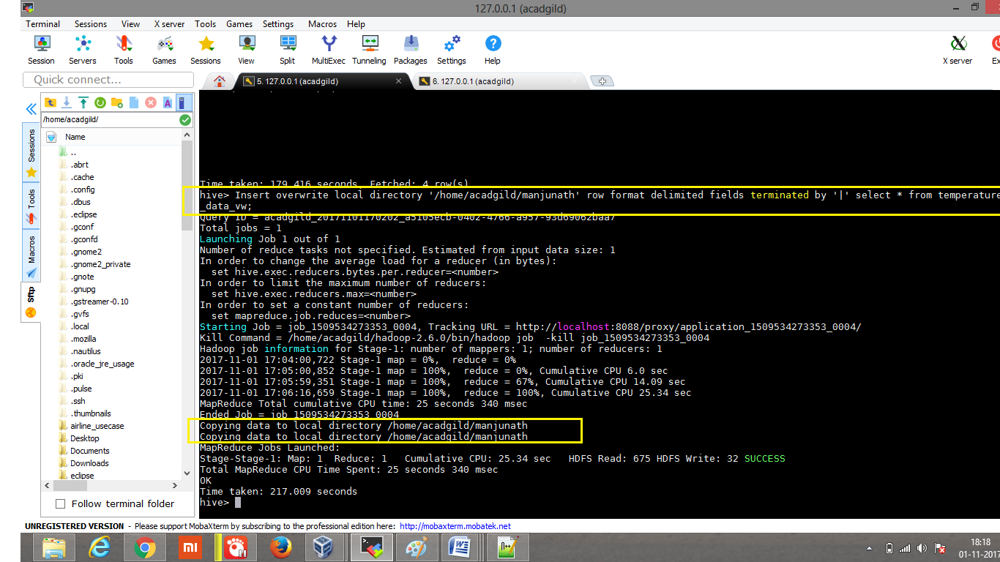 127.0.0.1 (acadgild)
Terminal Sessions View X server Tools Games Settings Macros Help
Session Servers Tools Games Sessions View Split MultiExec Tunneling Packages Settings Help X server Ex
Quick connect...
5. 127.0.0.1 (acadgild)
6. 127.0.0.1 (acadgild)
/home/acadgild/
Name
..
.abrt
.cache
.config
.dbus
.eclipse
.gconf
.gconfd
.gnome2
.gnome2_private
.gnote
.gnupg
.gstreamer-0.10
.gvfs
.local
.mozilla
.nautilus
.oracle_jre_usage
.pki
.pulse
.ssh
.thumbnails
airline_usecase
Desktop
Documents
Downloads
eclipse
Follow terminal folder
Sessions
Tools
Macros
Sftp
Time taken: 179.416 seconds, Fetched: 4 row(s)
hive> Insert overwrite local directory '/home/acadgild/manjunath' row format delimited fields terminated by '|' select * from temperature
_data_vw;
Query ID = acadgild_20171101170202_a5105ecb-0402-4766-a957-93d69062baa7
Total jobs = 1
Launching Job 1 out of 1
Number of reduce tasks not specified. Estimated from input data size: 1
In order to change the average load for a reducer (in bytes):
  set hive.exec.reducers.bytes.per.reducer=<number>
In order to limit the maximum number of reducers:
  set hive.exec.reducers.max=<number>
In order to set a constant number of reducers:
  set mapreduce.job.reduces=<number>
Starting Job = job_1509534273353_0004, Tracking URL = http://localhost:8088/proxy/application_1509534273353_0004/
Kill Command = /home/acadgild/hadoop-2.6.0/bin/hadoop job  -kill job_1509534273353_0004
Hadoop job information for Stage-1: number of mappers: 1; number of reducers: 1
2017-11-01 17:04:00,722 Stage-1 map = 0%,  reduce = 0%
2017-11-01 17:05:00,852 Stage-1 map = 100%,  reduce = 0%, Cumulative CPU 6.0 sec
2017-11-01 17:05:59,351 Stage-1 map = 100%,  reduce = 67%, Cumulative CPU 14.09 sec
2017-11-01 17:06:16,659 Stage-1 map = 100%,  reduce = 100%, Cumulative CPU 25.34 sec
MapReduce Total cumulative CPU time: 25 seconds 340 msec
Ended Job = job_1509534273353_0004
Copying data to local directory /home/acadgild/manjunath
Copying data to local directory /home/acadgild/manjunath
MapReduce Jobs Launched:
Stage-Stage-1: Map: 1  Reduce: 1   Cumulative CPU: 25.34 sec   HDFS Read: 675 HDFS Write: 32 SUCCESS
Total MapReduce CPU Time Spent: 25 seconds 340 msec
OK
Time taken: 217.009 seconds
hive>
UNREGISTERED VERSION - Please support MobaXterm by subscribing to the professional edition here: http://mobaxterm.mobatek.net
18:18
01-11-2017